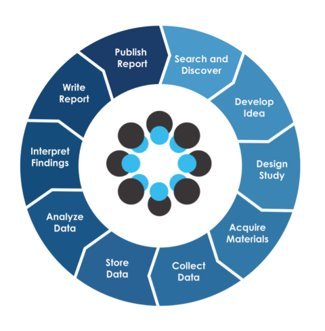 Publish
Report
Search and
Discover
Develop
Idea
Design
Study
Acquire
Materials
Collect
Data
Store
Data
Analyze
Data
Interpret
Findings
Write
Report